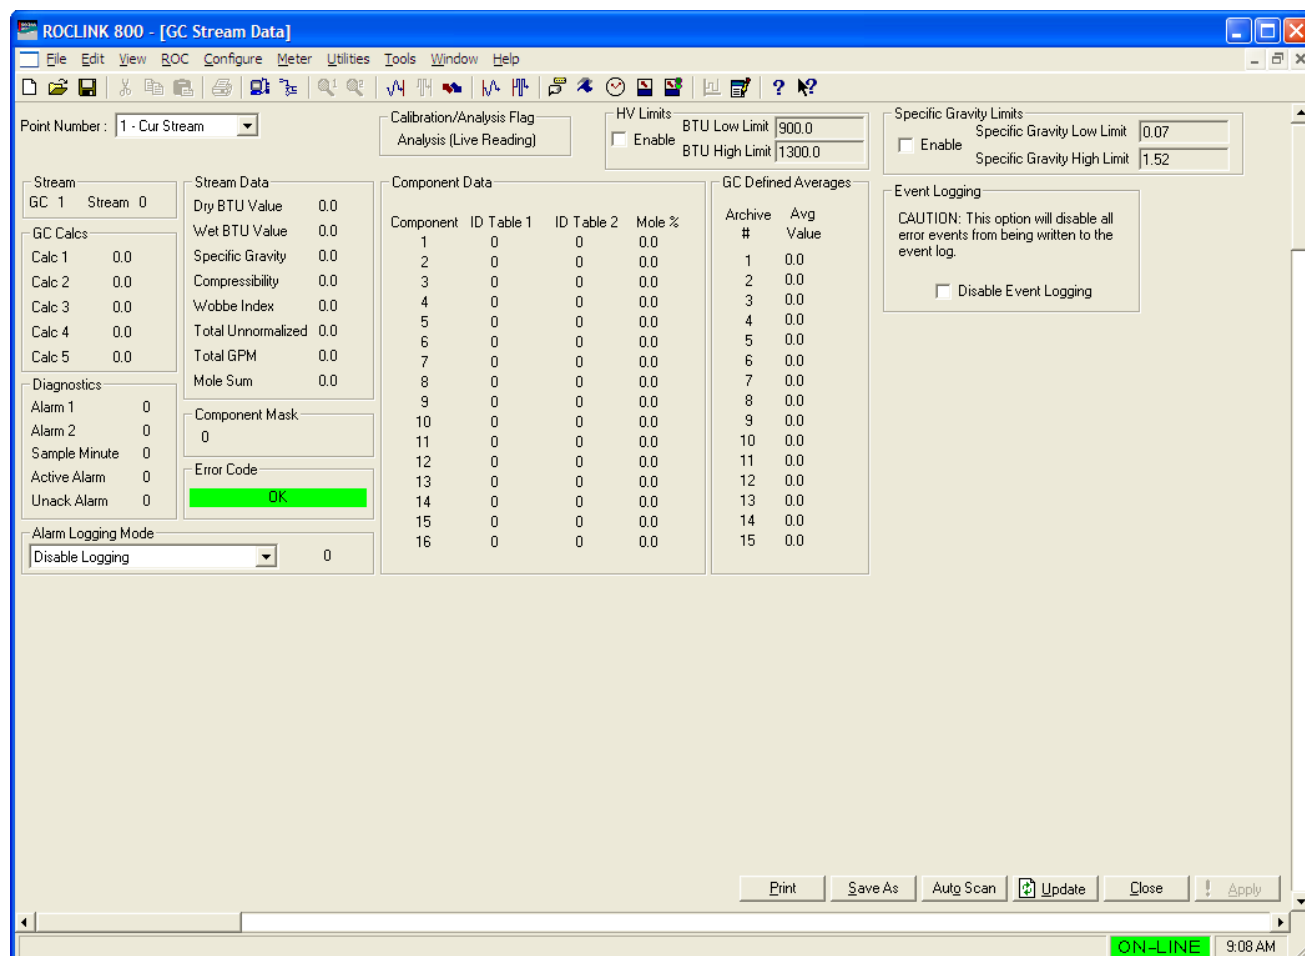 ROCLINK 800 - [GC Stream Data]
File Edit View ROC Configure Meter Utilities Tools Window Help
Point Number : 1 - Cur Stream
Calibration/Analysis Flag
Analysis (Live Reading)
HV Limits
Enable
BTU Low Limit 900.0
BTU High Limit 1300.0
Specific Gravity Limits
Enable
Specific Gravity Low Limit 0.07
Specific Gravity High Limit 1.52
Stream
GC 1 Stream 0
GC Calcs
Calc 1 0.0
Calc 2 0.0
Calc 3 0.0
Calc 4 0.0
Calc 5 0.0
Diagnostics
Alarm 1 0
Alarm 2 0
Sample Minute 0
Active Alarm 0
Unack Alarm 0
Alarm Logging Mode
Disable Logging 0
Stream Data
Dry BTU Value 0.0
Wet BTU Value 0.0
Specific Gravity 0.0
Compressibility 0.0
Wobbe Index 0.0
Total Unnormalized 0.0
Total GPM 0.0
Mole Sum 0.0
Component Mask
0
Error Code
OK
Component Data
Component ID Table 1 ID Table 2 Mole %
1 0 0 0.0
2 0 0 0.0
3 0 0 0.0
4 0 0 0.0
5 0 0 0.0
6 0 0 0.0
7 0 0 0.0
8 0 0 0.0
9 0 0 0.0
10 0 0 0.0
11 0 0 0.0
12 0 0 0.0
13 0 0 0.0
14 0 0 0.0
15 0 0 0.0
16 0 0 0.0
GC Defined Averages
Archive Avg
# Value
1 0.0
2 0.0
3 0.0
4 0.0
5 0.0
6 0.0
7 0.0
8 0.0
9 0.0
10 0.0
11 0.0
12 0.0
13 0.0
14 0.0
15 0.0
Event Logging
CAUTION: This option will disable all
error events from being written to the
event log.
Disable Event Logging
Print Save As Auto Scan Update Close ! Apply
ON-LINE 9:08 AM